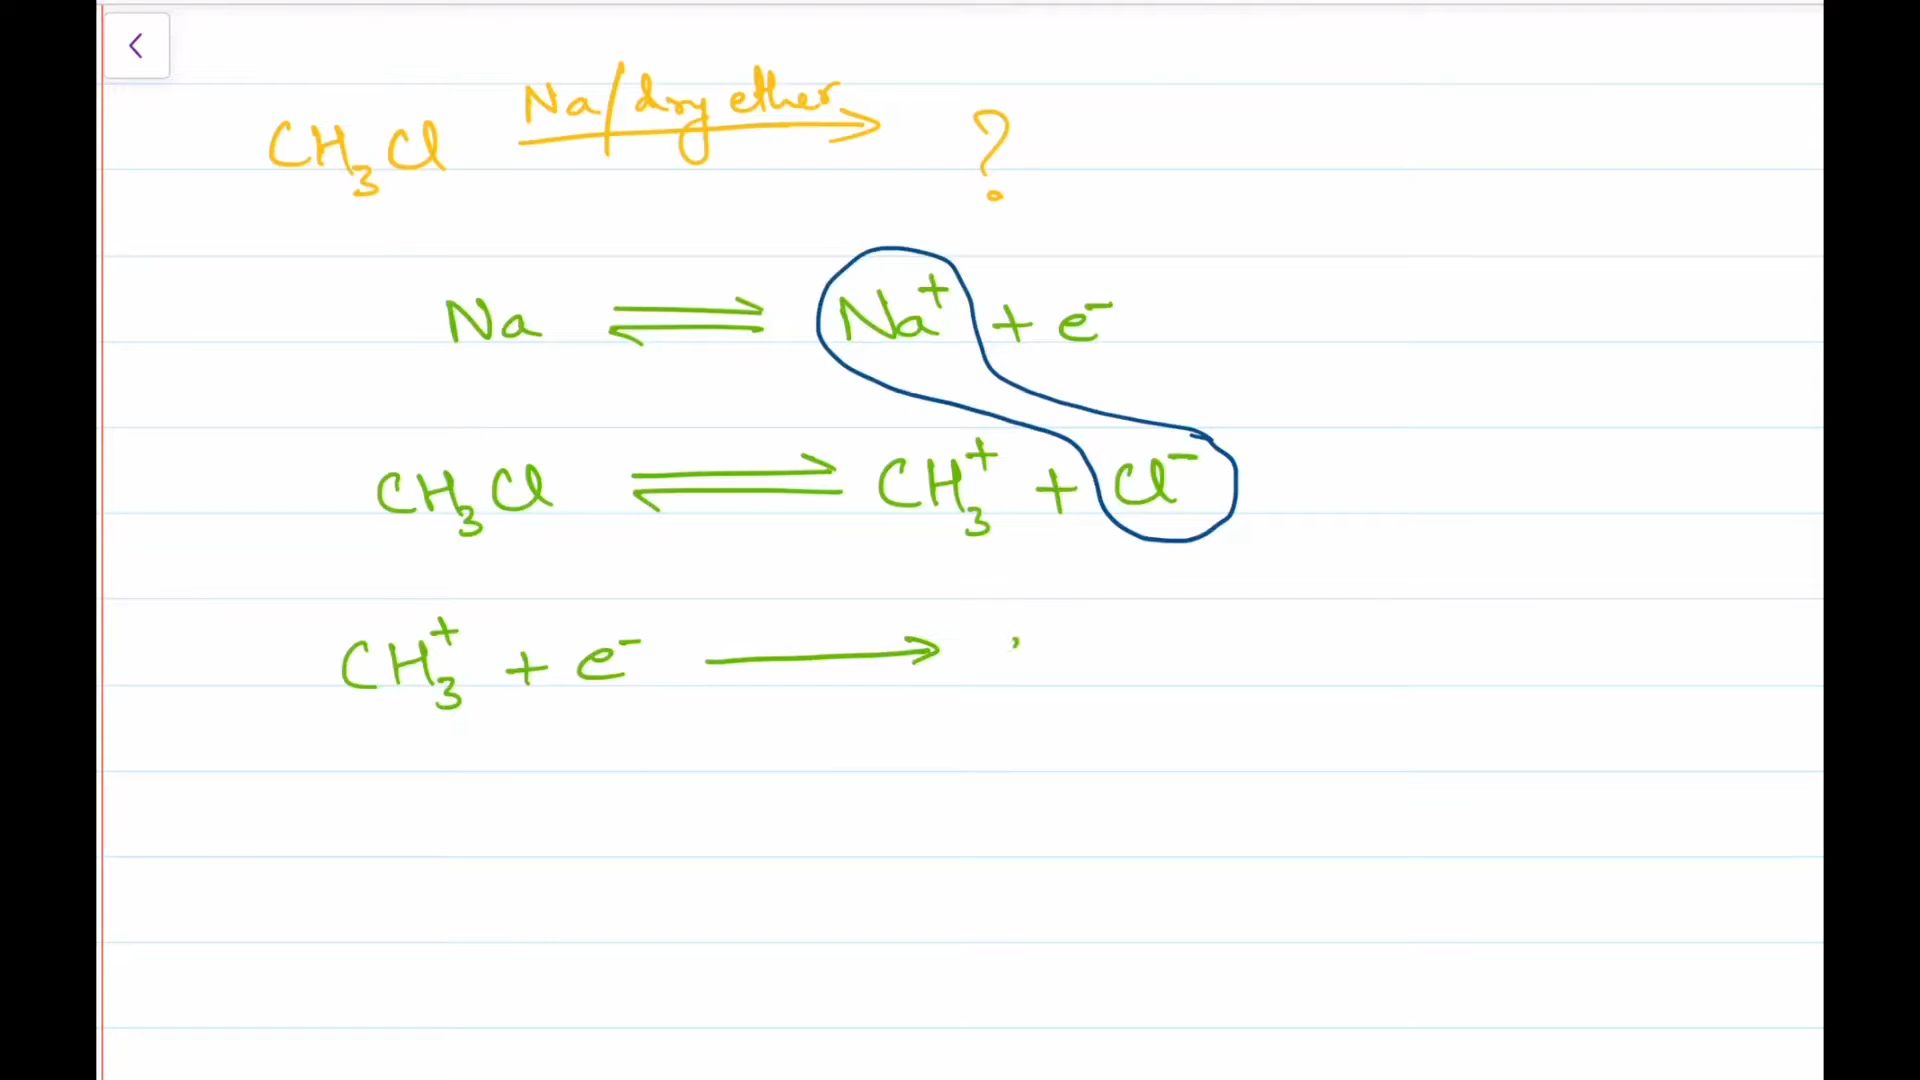 CH₃Cl Na/dry ether → ?
Na ⇌ Na⁺ + e⁻
CH₃Cl ⇌ CH₃⁺ + Cl⁻
CH₃⁺ + e⁻ →